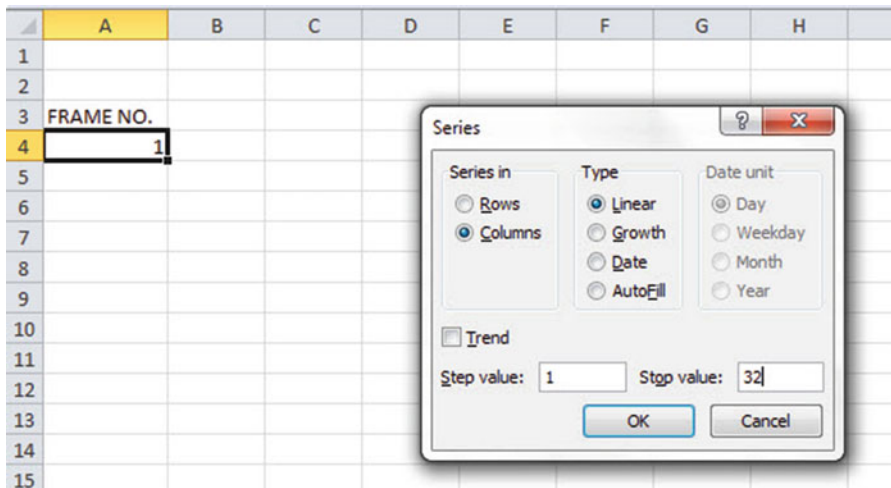 A B C D E F G H
1
2
3 FRAME NO.
4 1
5
6
7
8
9
10
11
12
13
14
15
Series
Series in Type Date unit
Rows Linear Day
Columns Growth Weekday
Date Month
AutoFill Year
Trend
Step value: 1 Stop value: 32
OK Cancel